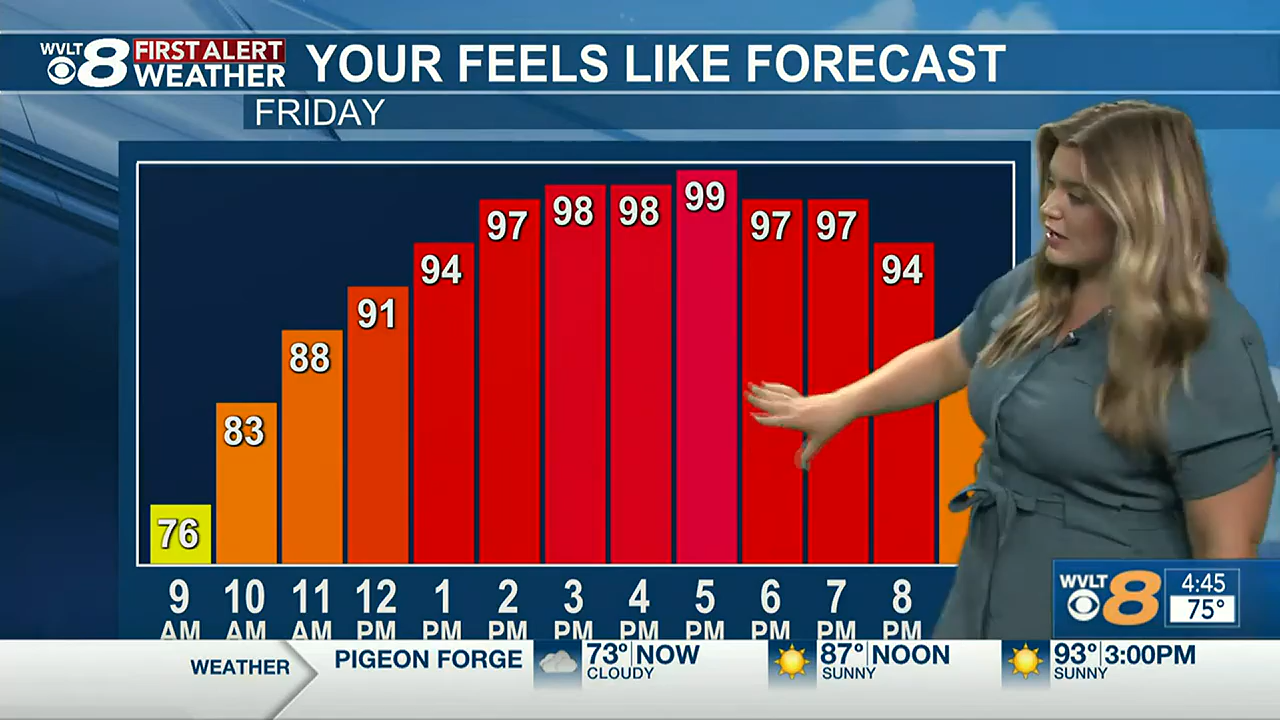 WVLT 8 FIRST ALERT WEATHER
YOUR FEELS LIKE FORECAST
FRIDAY
76 83 88 91 94 97 98 98 99 97 97 94
9 AM 10 AM 11 AM 12 PM 1 PM 2 PM 3 PM 4 PM 5 PM 6 PM 7 PM 8 PM
WVLT 8 4:45
75°
WEATHER PIGEON FORGE 73° NOW 87° NOON 93° 3:00PM
CLOUDY SUNNY SUNNY